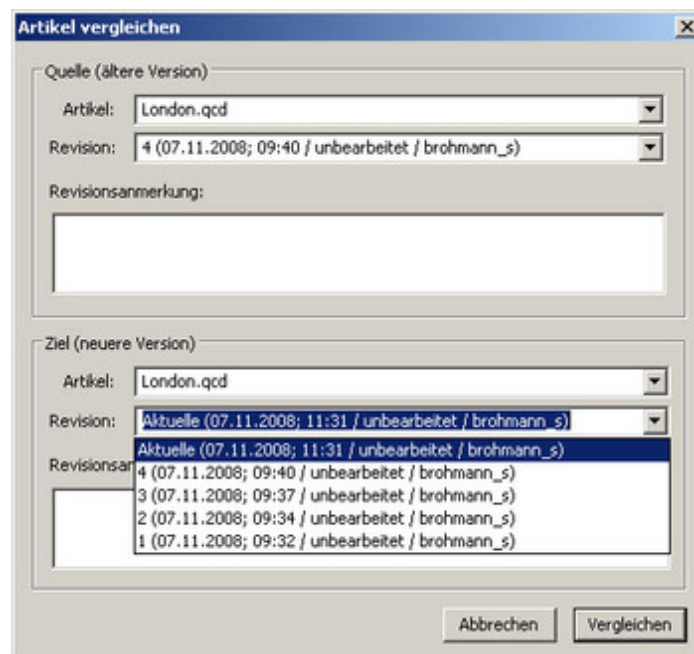 Artikel vergleichen
Quelle (ältere Version)
Artikel: London.qcd
Revision: 4 (07.11.2008; 09:40 / unbearbeitet / brohmann_s)
Revisionsanmerkung:
Ziel (neuere Version)
Artikel: London.qcd
Revision: Aktuelle (07.11.2008; 11:31 / unbearbeitet / brohmann_s)
Aktuelle (07.11.2008; 11:31 / unbearbeitet / brohmann_s)
Revisionsan
4 (07.11.2008; 09:40 / unbearbeitet / brohmann_s)
3 (07.11.2008; 09:37 / unbearbeitet / brohmann_s)
2 (07.11.2008; 09:34 / unbearbeitet / brohmann_s)
1 (07.11.2008; 09:32 / unbearbeitet / brohmann_s)
Abbrechen Vergleichen